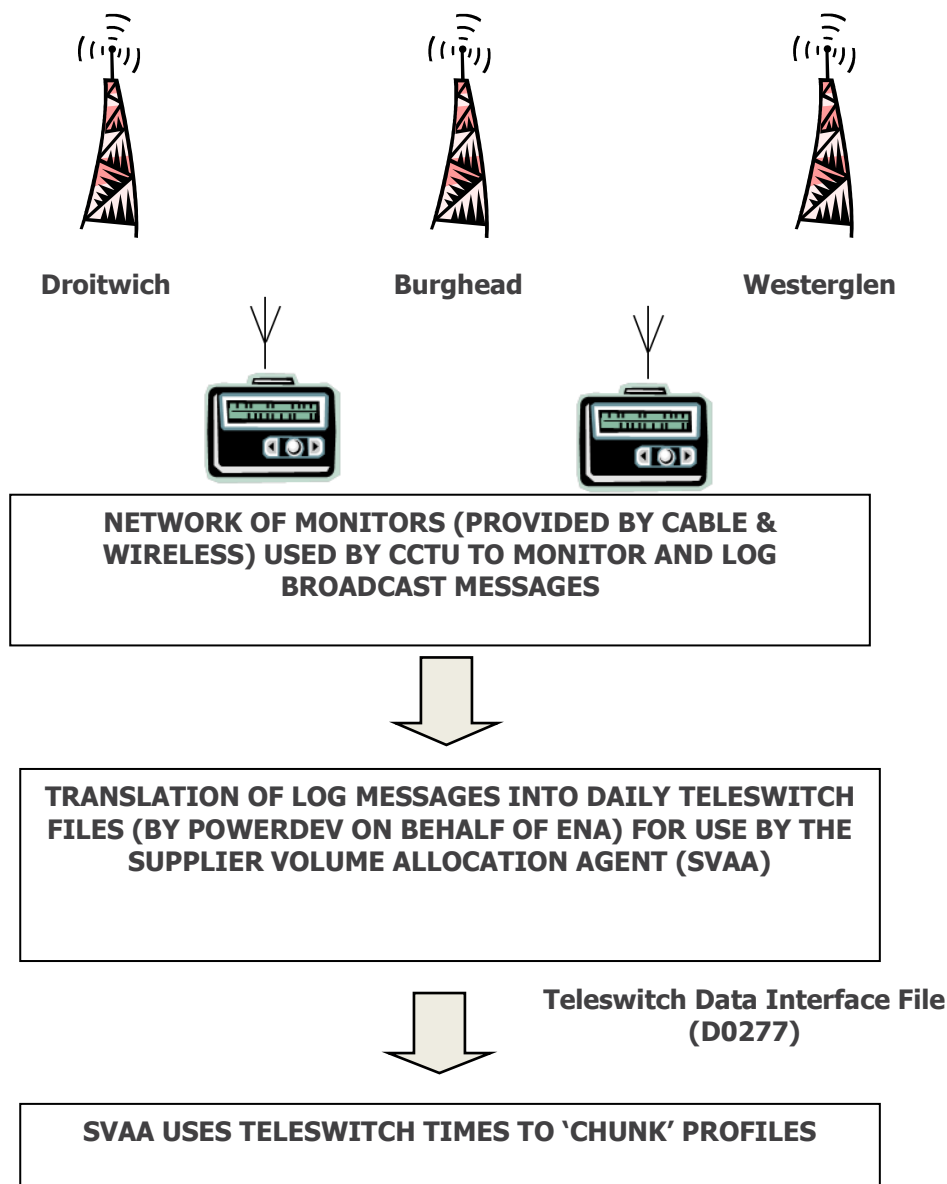 Droitwich
Burghead
Westerglen
NETWORK OF MONITORS (PROVIDED BY CABLE &
WIRELESS) USED BY CCTU TO MONITOR AND LOG
BROADCAST MESSAGES
TRANSLATION OF LOG MESSAGES INTO DAILY TELESWITCH
FILES (BY POWERDEV ON BEHALF OF ENA) FOR USE BY THE
SUPPLIER VOLUME ALLOCATION AGENT (SVAA)
Teleswitch Data Interface File
(D0277)
SVAA USES TELESWITCH TIMES TO ‘CHUNK’ PROFILES